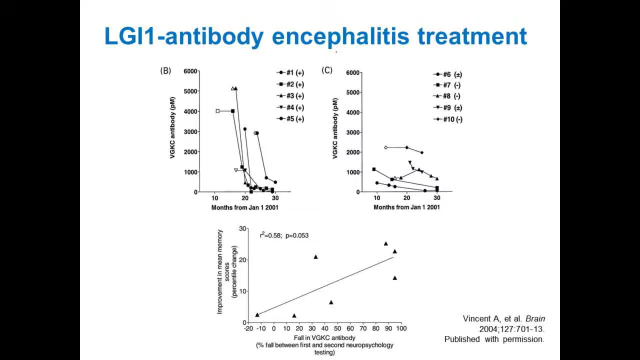 LGI1-antibody encephalitis treatment
(B)
6000
5000
4000
3000
2000
1000
0
VGKC antibody (pM)
10 20 30
Months from Jan 1 2001
#1 (+)
#2 (+)
#3 (+)
#4 (+)
#5 (+)
(C)
6000
5000
4000
3000
2000
1000
0
VGKC antibody (pM)
10 20 30
Months from Jan 1 2001
#6 (±)
#7 (-)
#8 (-)
#9 (±)
#10 (-)
Improvement in mean memory
scores
(percentile change)
30
20
10
0
r²=0.58; p=0.053
-20 -10 0 10 20 30 40 50 60 70 80 90 100
Fall in VGKC antibody
(% fall between first and second neuropsychology
testing)
Vincent A, et al. Brain
2004;127:701-13.
Published with permission.